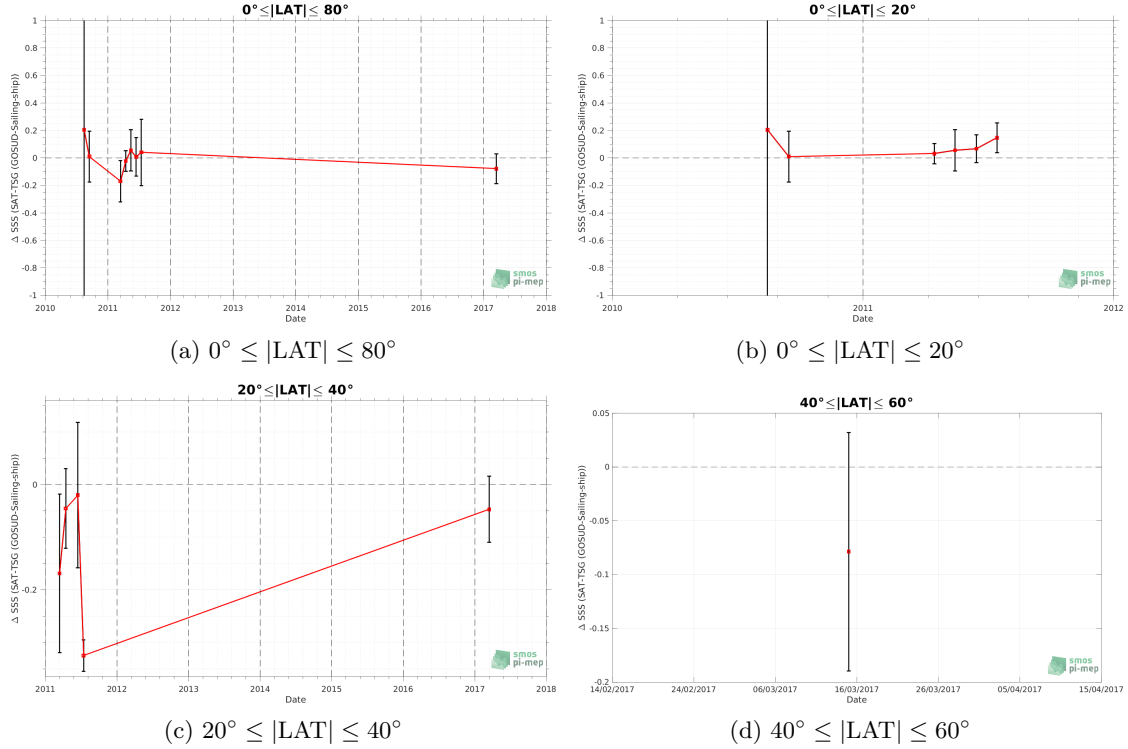 0°≤|LAT|≤ 80°
1
0.8
0.6
0.4
0.2
0
-0.2
-0.4
-0.6
-0.8
-1
Δ SSS (SAT-TSG (GOSUD-Sailing-ship))
2010 2011 2012 2013 2014 2015 2016 2017 2018
Date
smos
pi-mep
(a) 0° ≤ |LAT| ≤ 80°
0°≤|LAT|≤ 20°
1
0.8
0.6
0.4
0.2
0
-0.2
-0.4
-0.6
-0.8
-1
Δ SSS (SAT-TSG (GOSUD-Sailing-ship))
2010 2011 2012
Date
smos
pi-mep
(b) 0° ≤ |LAT| ≤ 20°
20°≤|LAT|≤ 40°
0
-0.2
Δ SSS (SAT-TSG (GOSUD-Sailing-ship))
2011 2012 2013 2014 2015 2016 2017 2018
Date
smos
pi-mep
(c) 20° ≤ |LAT| ≤ 40°
40°≤|LAT|≤ 60°
0.05
0
-0.05
-0.1
-0.15
-0.2
Δ SSS (SAT-TSG (GOSUD-Sailing-ship))
14/02/2017 24/02/2017 06/03/2017 16/03/2017 26/03/2017 05/04/2017 15/04/2017
Date
smos
pi-mep
(d) 40° ≤ |LAT| ≤ 60°